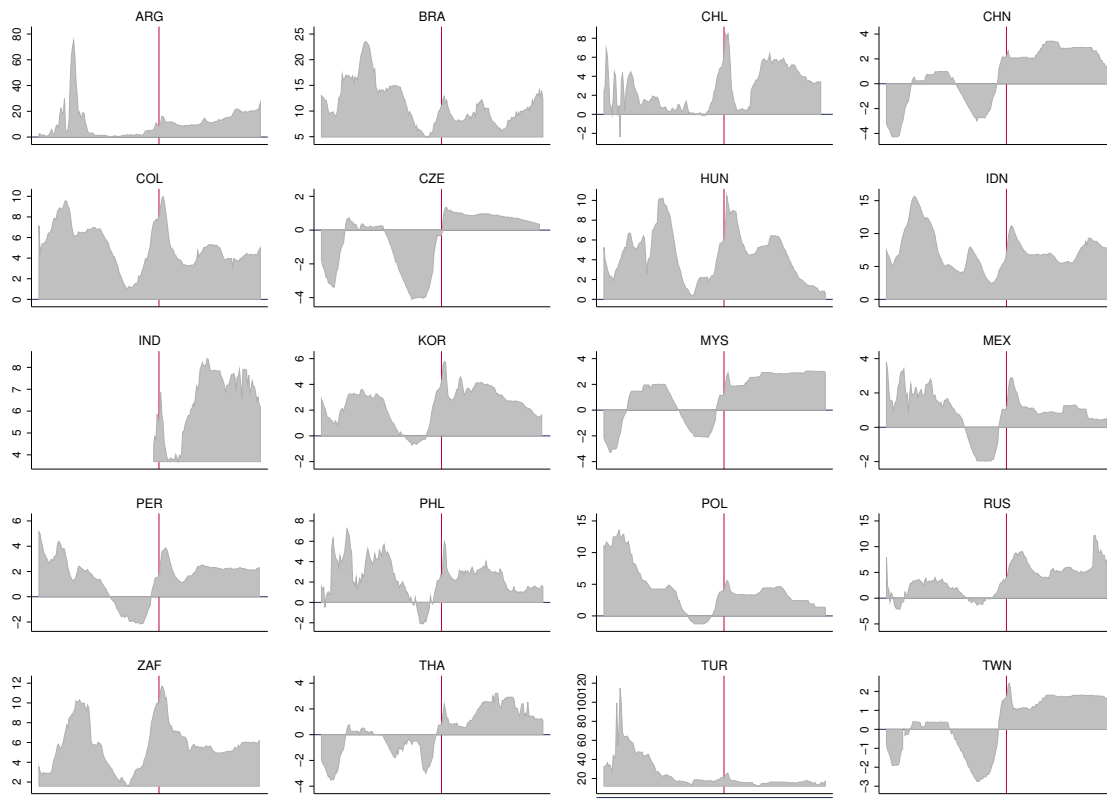 ARG BRA CHL CHN
80 60 40 20 0
25 20 15 10 5
8 6 4 2 0 −2
4 2 0 −2 −4
COL CZE HUN IDN
10 8 6 4 2 0
2 0 −2 −4
10 8 6 4 2 0
15 10 5 0
IND KOR MYS MEX
8 7 6 5 4
6 4 2 0 −2
4 2 0 −2 −4
4 2 0 −2
PER PHL POL RUS
6 4 2 0 −2
8 6 4 2 0 −2
15 10 5 0
15 10 5 0 −5
ZAF THA TUR TWN
12 10 8 6 4 2
4 2 0 −2 −4
120 100 80 60 40 20
2 1 0 −1 −2 −3